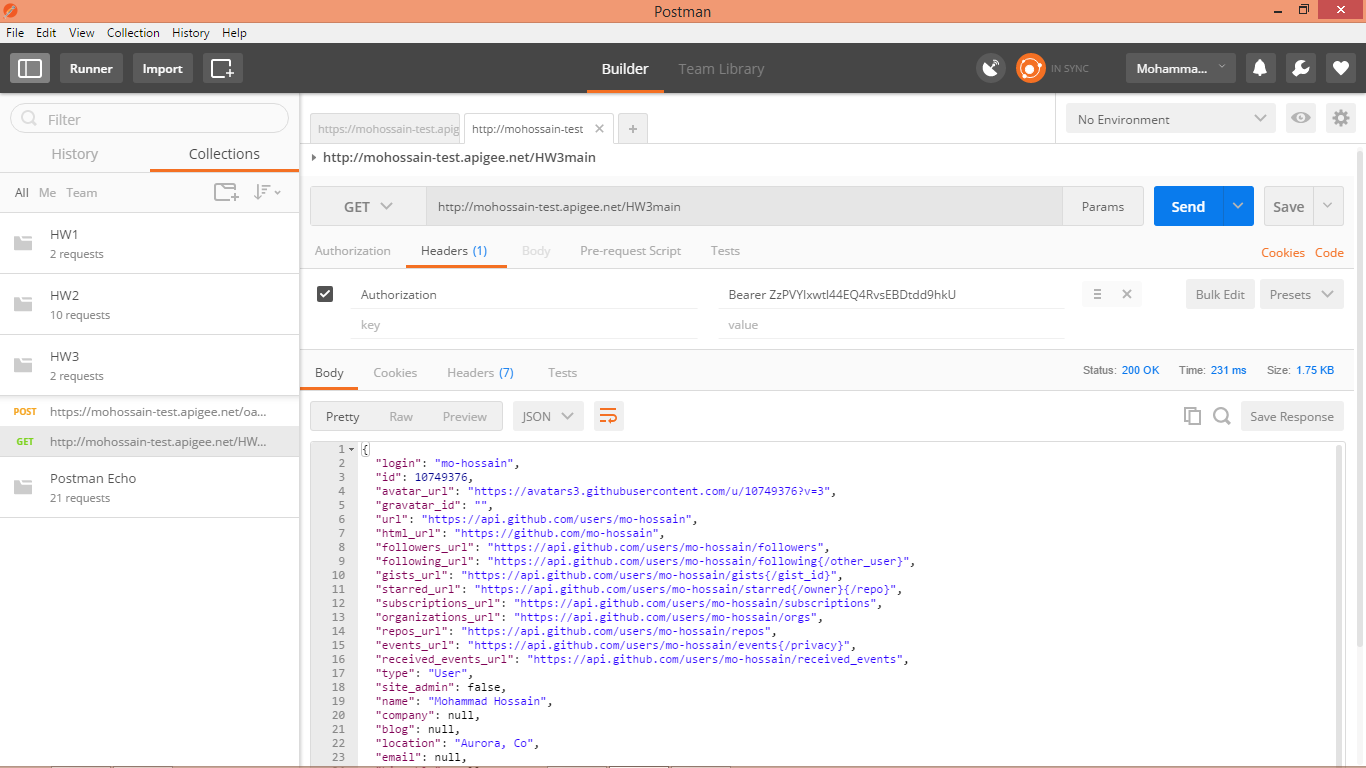 Postman
File Edit View Collection History Help
Runner Import Builder Team Library IN SYNC Mohamma...
Filter
History Collections
All Me Team
HW1
2 requests
HW2
10 requests
HW3
2 requests
POST https://mohossain-test.apigee.net/oa...
GET http://mohossain-test.apigee.net/HW...
Postman Echo
21 requests
https://mohossain-test.apig http://mohossain-test No Environment
http://mohossain-test.apigee.net/HW3main
GET http://mohossain-test.apigee.net/HW3main Params Send Save
Authorization Headers (1) Body Pre-request Script Tests Cookies Code
Authorization Bearer ZzPVYlxwtl44EQ4RvsEBDtdd9hkU Bulk Edit Presets
key value
Body Cookies Headers (7) Tests Status: 200 OK Time: 231 ms Size: 1.75 KB
Pretty Raw Preview JSON Save Response
1 {
2 "login": "mo-hossain",
3 "id": 10749376,
4 "avatar_url": "https://avatars3.githubusercontent.com/u/10749376?v=3",
5 "gravatar_id": "",
6 "url": "https://api.github.com/users/mo-hossain",
7 "html_url": "https://github.com/mo-hossain",
8 "followers_url": "https://api.github.com/users/mo-hossain/followers",
9 "following_url": "https://api.github.com/users/mo-hossain/following{/other_user}",
10 "gists_url": "https://api.github.com/users/mo-hossain/gists{/gist_id}",
11 "starred_url": "https://api.github.com/users/mo-hossain/starred{/owner}{/repo}",
12 "subscriptions_url": "https://api.github.com/users/mo-hossain/subscriptions",
13 "organizations_url": "https://api.github.com/users/mo-hossain/orgs",
14 "repos_url": "https://api.github.com/users/mo-hossain/repos",
15 "events_url": "https://api.github.com/users/mo-hossain/events{/privacy}",
16 "received_events_url": "https://api.github.com/users/mo-hossain/received_events",
17 "type": "User",
18 "site_admin": false,
19 "name": "Mohammad Hossain",
20 "company": null,
21 "blog": null,
22 "location": "Aurora, Co",
23 "email": null,